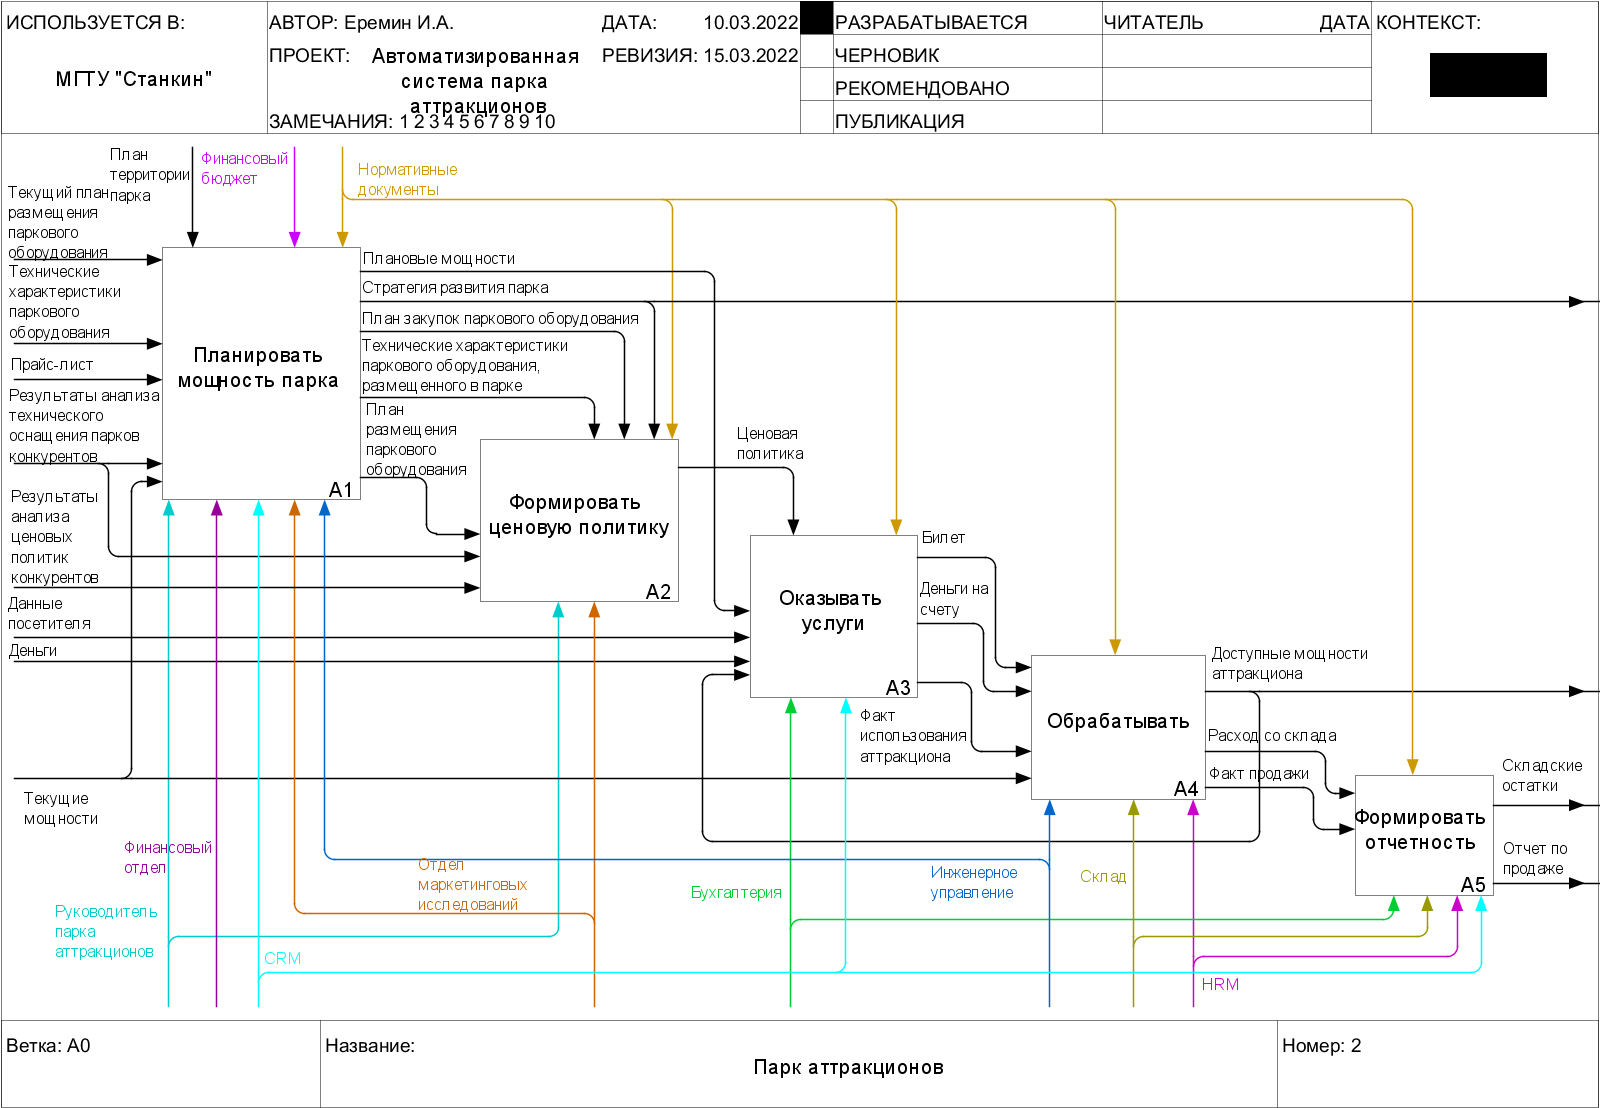 ИСПОЛЬЗУЕТСЯ В:
МГТУ "Станкин"
АВТОР: Еремин И.А.
ДАТА: 10.03.2022
ПРОЕКТ: Автоматизированная
система парка
аттракционов
РЕВИЗИЯ: 15.03.2022
ЗАМЕЧАНИЯ: 1 2 3 4 5 6 7 8 9 10
РАЗРАБАТЫВАЕТСЯ
ЧЕРНОВИК
РЕКОМЕНДОВАНО
ПУБЛИКАЦИЯ
ЧИТАТЕЛЬ
ДАТА
КОНТЕКСТ:
План
территории
парка
Финансовый
бюджет
Нормативные
документы
Текущий план
размещения
паркового
оборудования
Технические
характеристики
паркового
оборудования
Прайс-лист
Результаты анализа
технического
оснащения парков
конкурентов
Результаты
анализа
ценовых
политик
конкурентов
Данные
посетителя
Деньги
Текущие
мощности
Планировать
мощность парка
A1
Плановые мощности
Стратегия развития парка
План закупок паркового оборудования
Технические характеристики
паркового оборудования,
размещенного в парке
План
размещения
паркового
оборудования
Формировать
ценовую политику
A2
Ценовая
политика
Оказывать
услуги
A3
Билет
Деньги на
счету
Факт
использования
аттракциона
Обрабатывать
A4
Доступные мощности
аттракциона
Расход со склада
Факт продажи
Формировать
отчетность
A5
Складские
остатки
Отчет по
продаже
Финансовый
отдел
Руководитель
парка
аттракционов
CRM
Отдел
маркетинговых
исследований
Бухгалтерия
Инженерное
управление
Склад
HRM
Ветка: A0
Название:
Парк аттракционов
Номер: 2